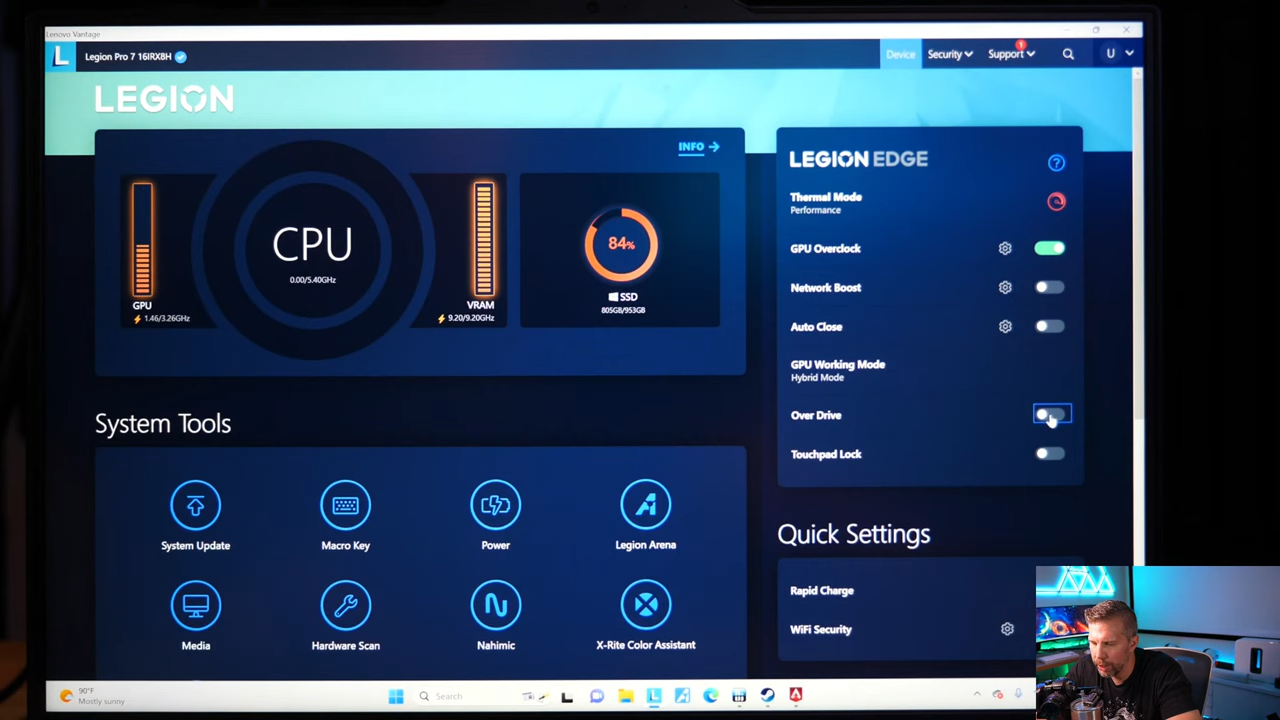 Lenovo Vantage
L
Legion Pro 7 16IRX8H
Device
Security
Support
1
U
LEGION
INFO
CPU
0.00/5.40GHz
GPU
1.46/3.26GHz
VRAM
9.20/9.20GHz
84%
SSD
805GB/953GB
LEGION EDGE
?
Thermal Mode
Performance
GPU Overclock
Network Boost
Auto Close
GPU Working Mode
Hybrid Mode
Over Drive
Touchpad Lock
System Tools
System Update
Macro Key
Power
Legion Arena
Media
Hardware Scan
Nahimic
X-Rite Color Assistant
Quick Settings
Rapid Charge
WiFi Security
90°F
Mostly sunny
Search
L
L